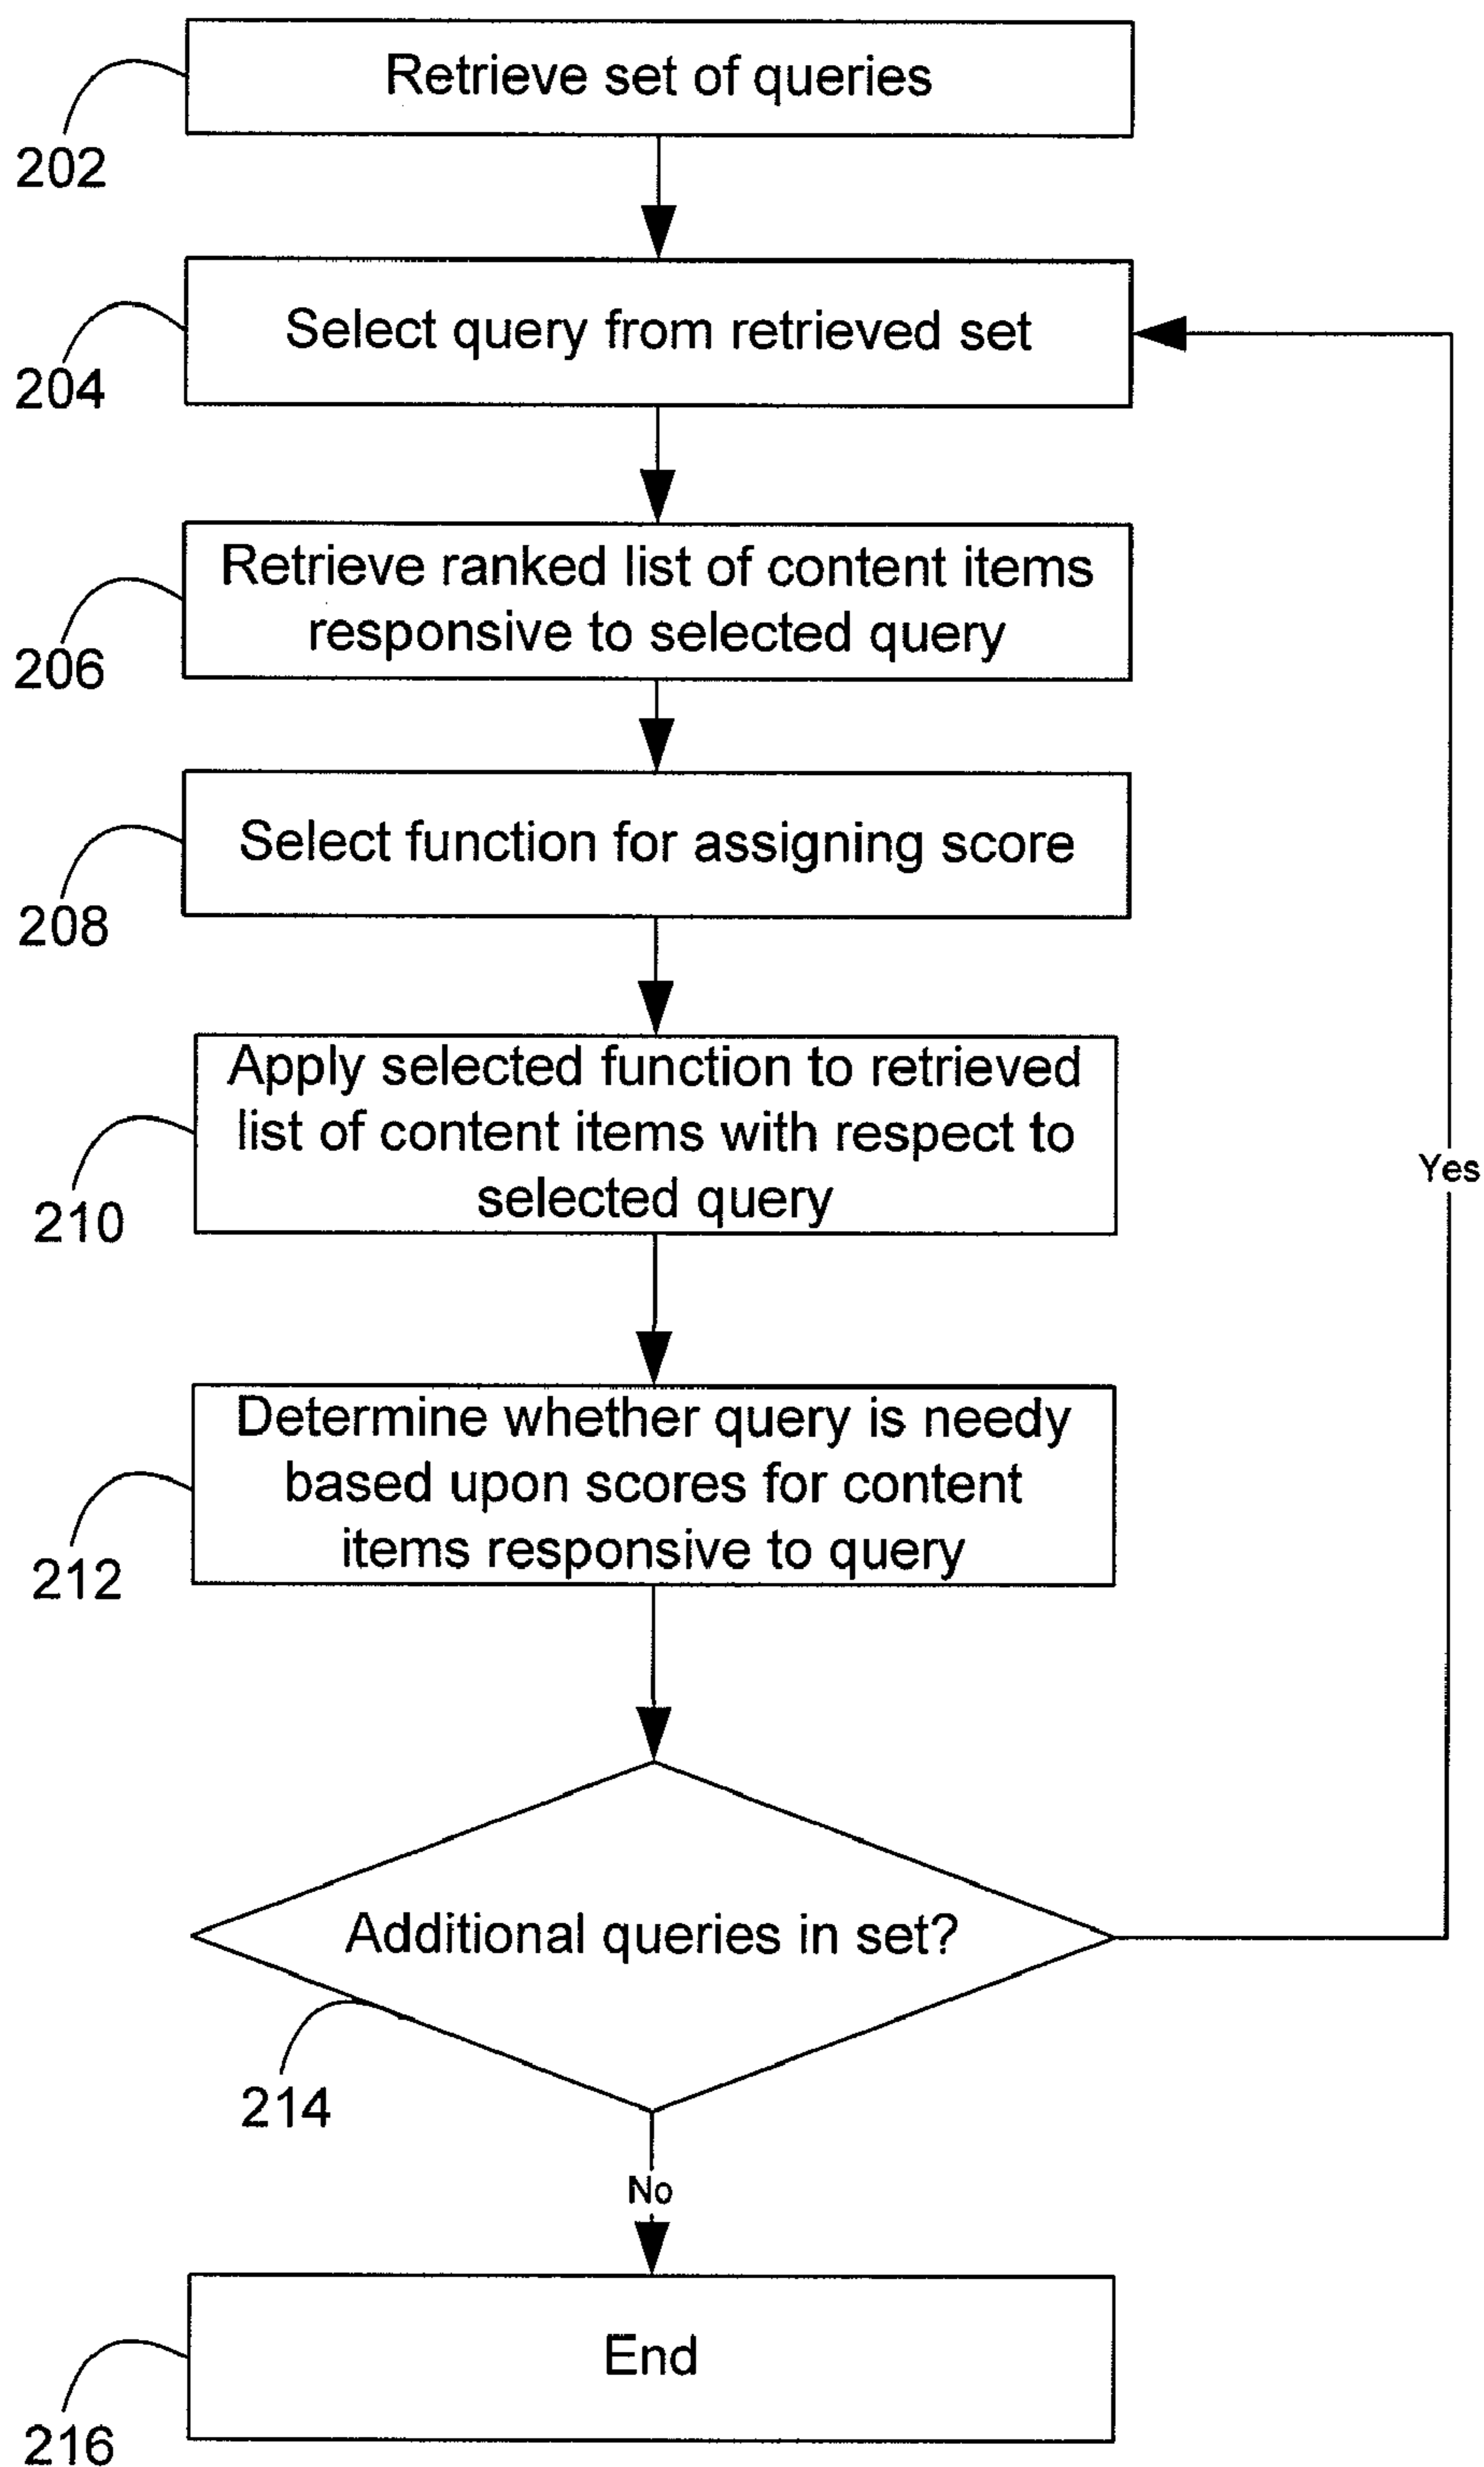 Retrieve set of queries
202
Select query from retrieved set
204
Retrieve ranked list of content items
responsive to selected query
206
Select function for assigning score
208
Apply selected function to retrieved
list of content items with respect to
selected query
210
Yes
Determine whether query is needy
based upon scores for content
items responsive to query
212
Additional queries in set?
214
No
End
216